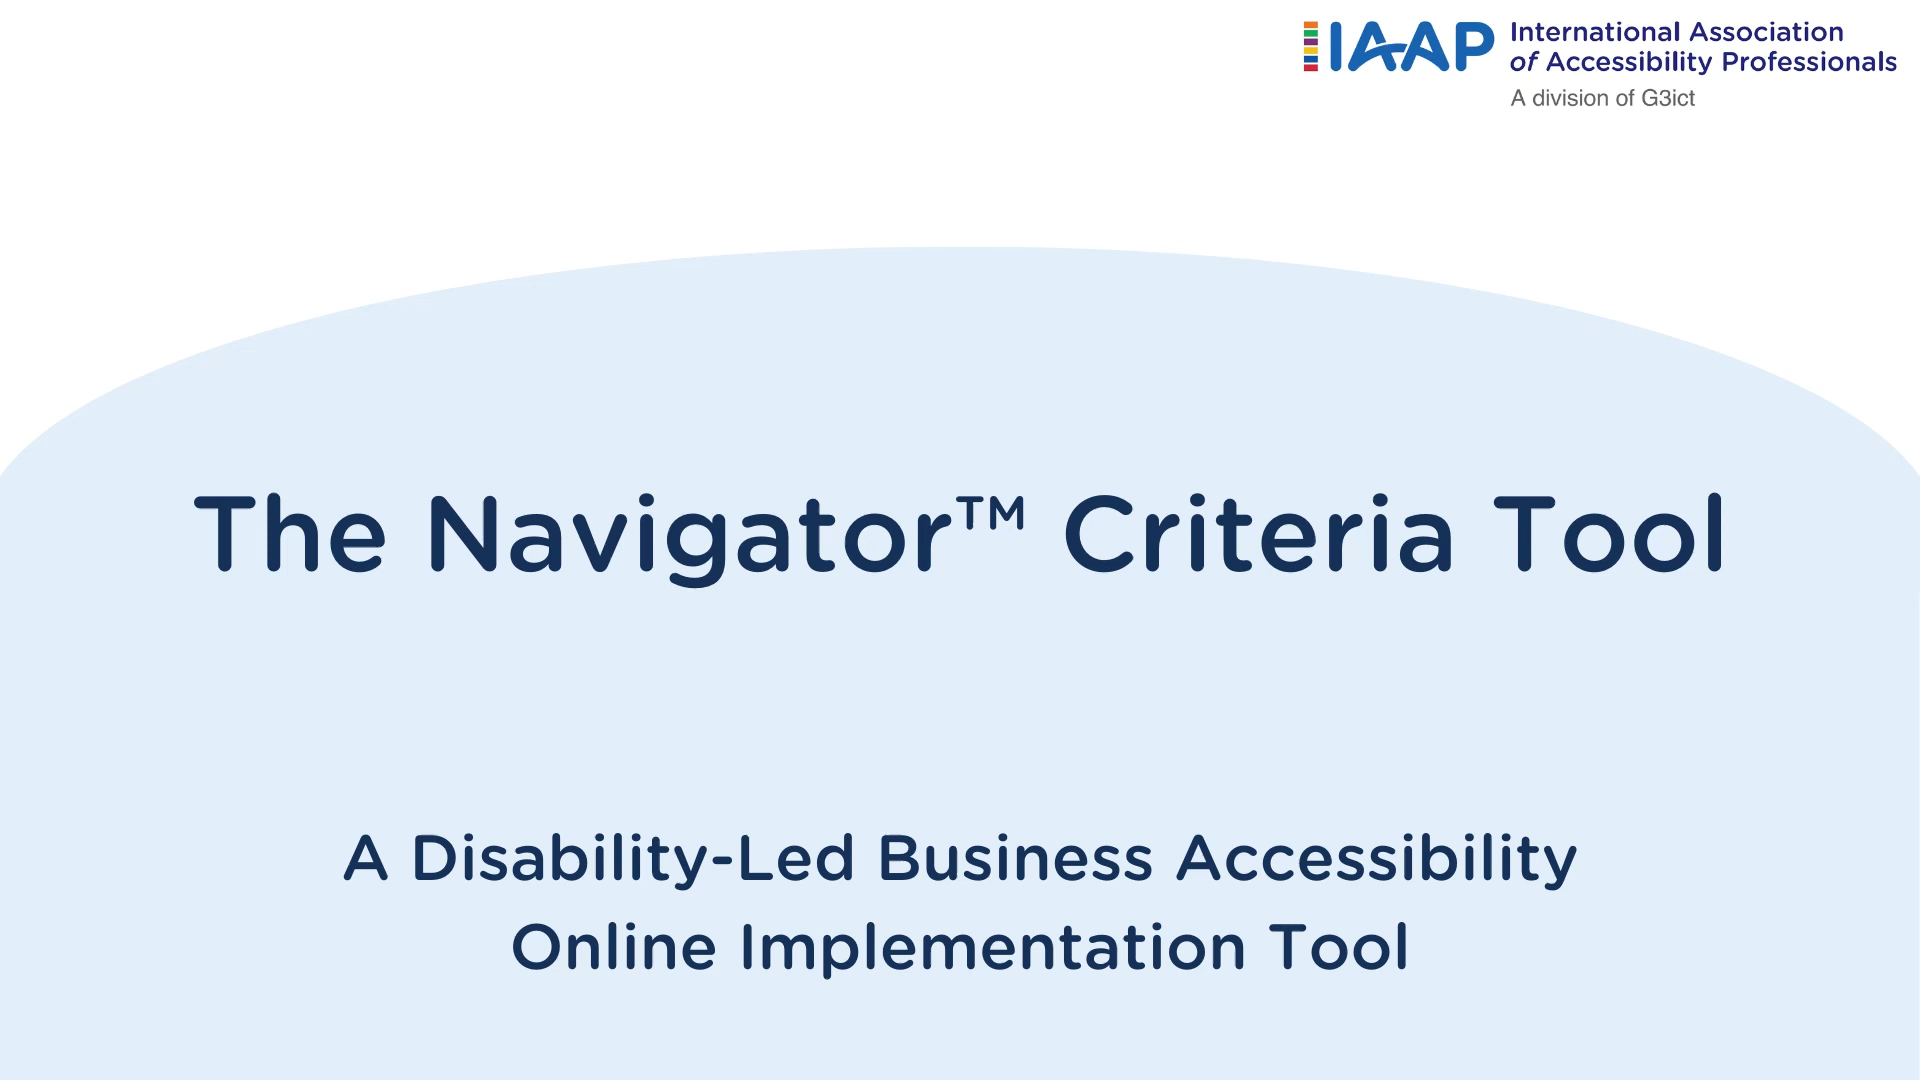 IAAP International Association
of Accessibility Professionals
A division of G3ict
The Navigator™ Criteria Tool
A Disability-Led Business Accessibility
Online Implementation Tool